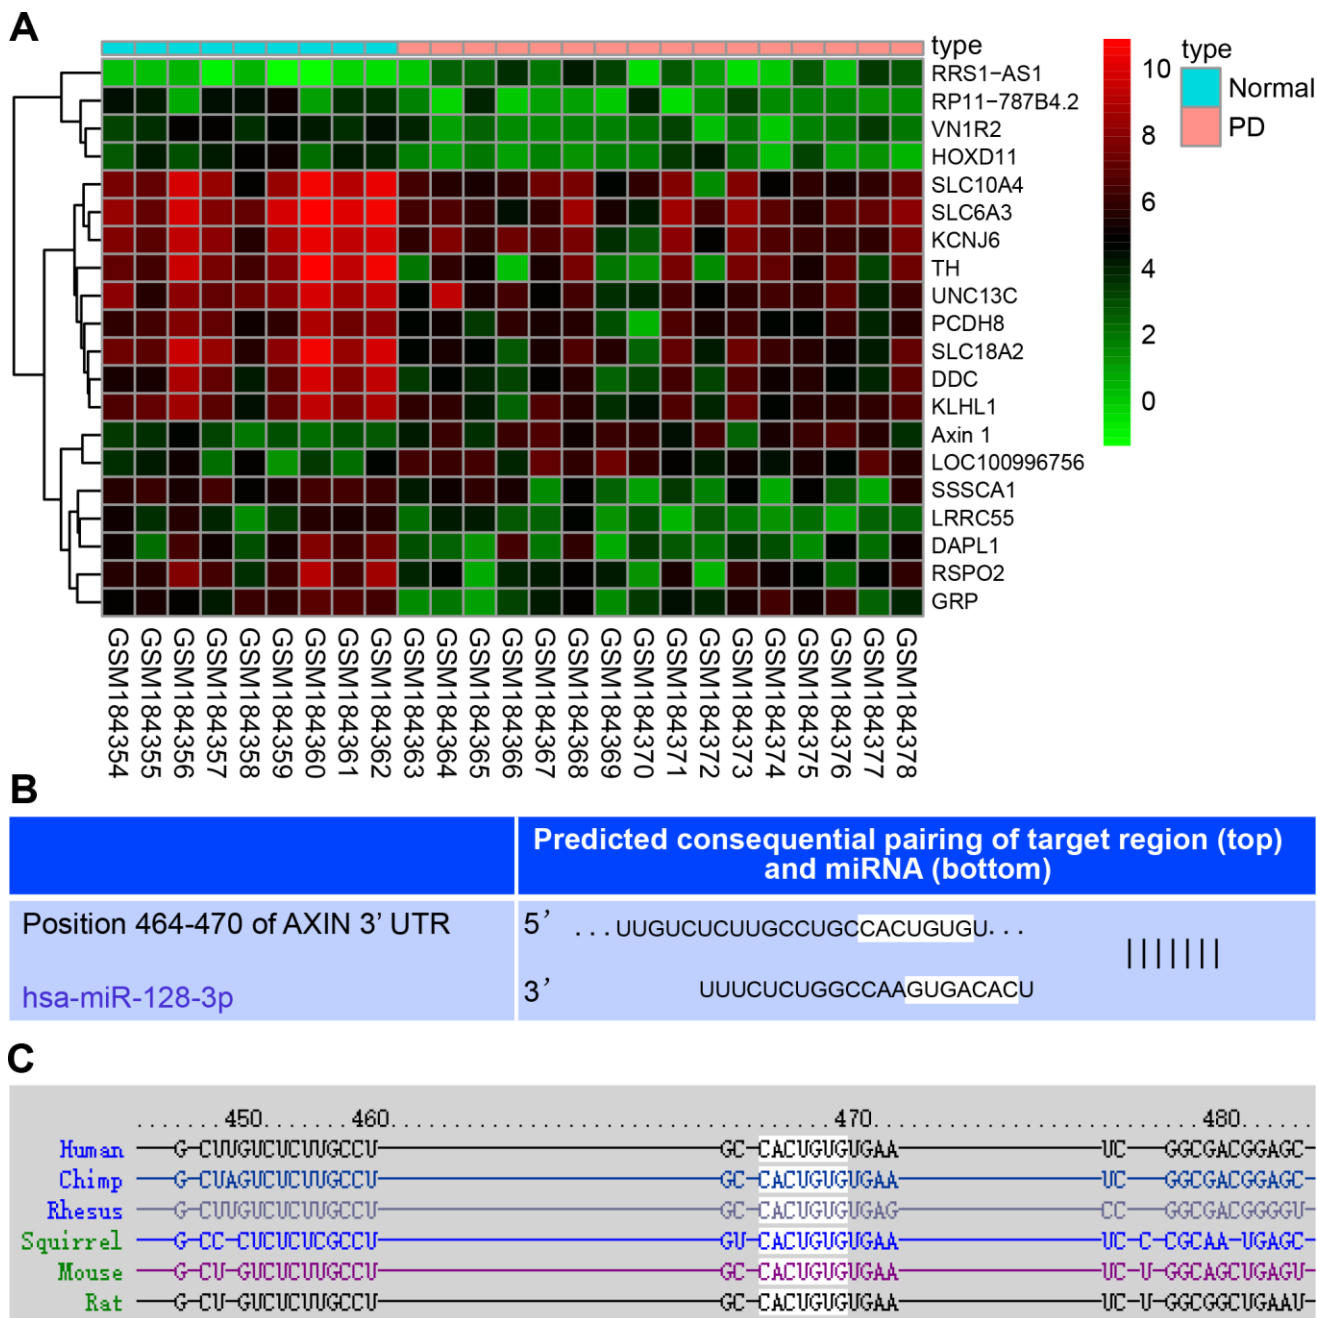 A
type
RRS1-AS1
RP11-787B4.2
VN1R2
HOXD11
SLC10A4
SLC6A3
KCNJ6
TH
UNC13C
PCDH8
SLC18A2
DDC
KLHL1
Axin 1
LOC100996756
SSSCA1
LRRC55
DAPL1
RSPO2
GRP
10
8
6
4
2
0
type
Normal
PD
GSM184354
GSM184355
GSM184356
GSM184357
GSM184358
GSM184359
GSM184360
GSM184361
GSM184362
GSM184363
GSM184364
GSM184365
GSM184366
GSM184367
GSM184368
GSM184369
GSM184370
GSM184371
GSM184372
GSM184373
GSM184374
GSM184375
GSM184376
GSM184377
GSM184378
B
Predicted consequential pairing of target region (top)
and miRNA (bottom)
Position 464-470 of AXIN 3' UTR 5' ...UUGUCUCUUGCCUGCCACUGUGU...
hsa-miR-128-3p 3' UUUCUCUGGCCAAGUGACACU
C
.......450.......460...................................470...........................480......
Human ---G-CUUGUCUCUUGCCU---GC-CACUGUGUGAA---UC---GGCGACGGAGC-
Chimp ---G-CUAGUCUCUUGCCU---GC-CACUGUGUGAA---UC---GGCGACGGAGC-
Rhesus ---G-CUUGUCUCUUGCCU---GC-CACUGUGUGAG---CC---GGCGACGGGGU-
Squirrel ---G-CC-CUCUCUCGCCU---GU-CACUGUGUGAA---UC-C-CGCAA-UGAGC-
Mouse ---G-CU-GUCUCUUGCCU---GC-CACUGUGUGAA---UC-U-GGCAGCUGAGU-
Rat ---G-CU-GUCUCUUGCCU---GC-CACUGUGUGAA---UC-U-GGCGGCUGAAU-